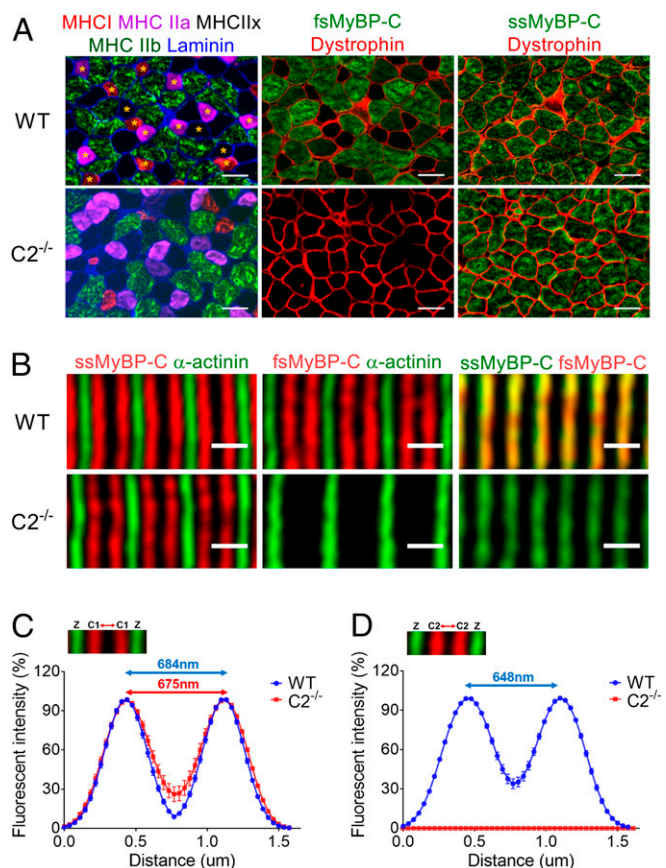 A
MHCI MHC IIa MHCIIx
MHC IIb Laminin
fsMyBP-C
Dystrophin
ssMyBP-C
Dystrophin
WT
C2-/-
B
ssMyBP-C α-actinin
fsMyBP-C α-actinin
ssMyBP-C fsMyBP-C
WT
C2-/-
C
Z C1 C1 Z
684nm
675nm
WT
C2-/-
Fluorescent intensity (%)
120
90
60
30
0
0.0 0.5 1.0 1.5
Distance (um)
D
Z C2 C2 Z
648nm
WT
C2-/-
Fluorescent intensity (%)
120
90
60
30
0
0.0 0.5 1.0 1.5
Distance (um)